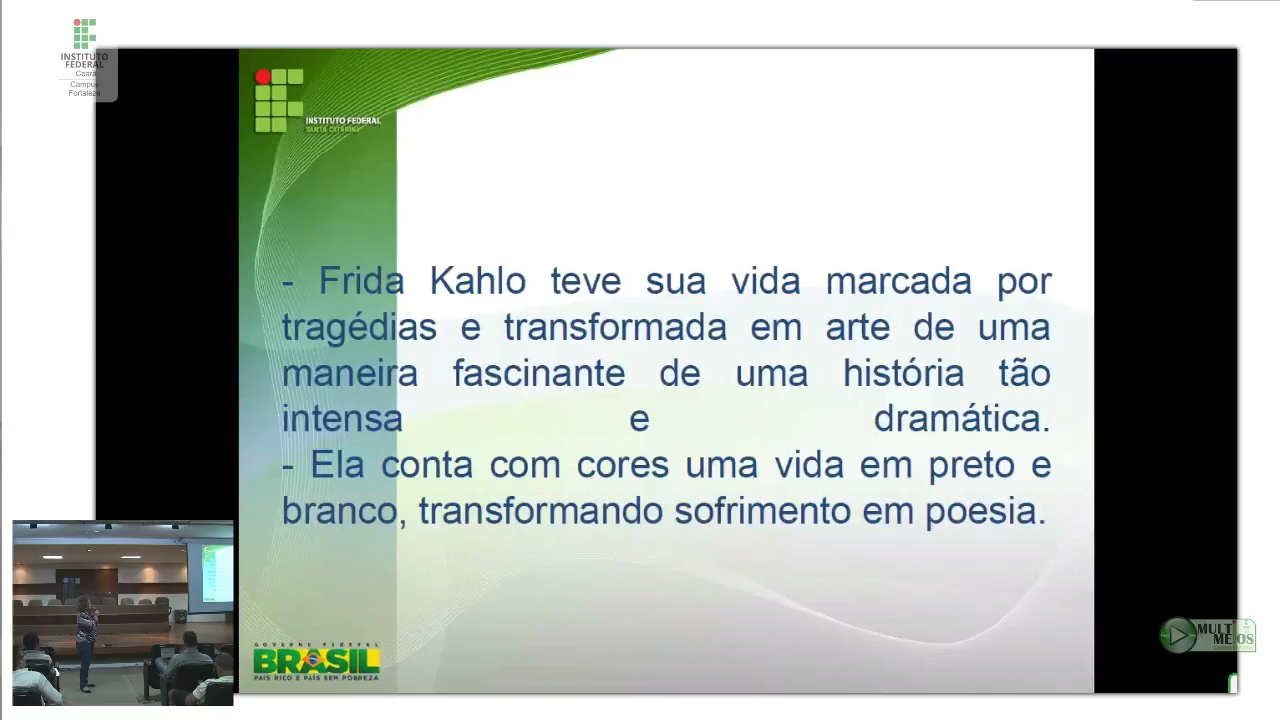 INSTITUTO
FEDERAL
Ceará
Campus
Fortaleza
INSTITUTO FEDERAL
SANTA CATARINA
- Frida Kahlo teve sua vida marcada por
tragédias e transformada em arte de uma
maneira fascinante de uma história tão
intensa e dramática.
- Ela conta com cores uma vida em preto e
branco, transformando sofrimento em poesia.
GOVERNO FEDERAL
BRASIL
PAÍS RICO É PAÍS SEM POBREZA
MULTI
MEIOS